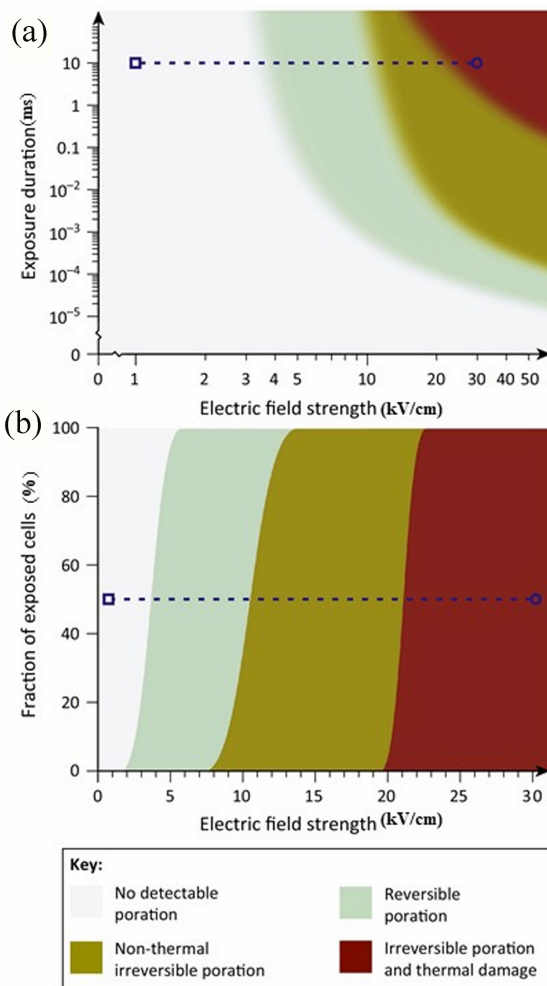 (a)
Exposure duration(ms)
10
1
0.1
10⁻²
10⁻³
10⁻⁴
10⁻⁵
0
0 1 2 3 4 5 10 20 30 40 50
Electric field strength (kV/cm)
(b)
Fraction of exposed cells (%)
100
80
60
40
20
0
0 5 10 15 20 25 30
Electric field strength (kV/cm)
Key:
No detectable
poration
Reversible
poration
Non-thermal
irreversible poration
Irreversible poration
and thermal damage